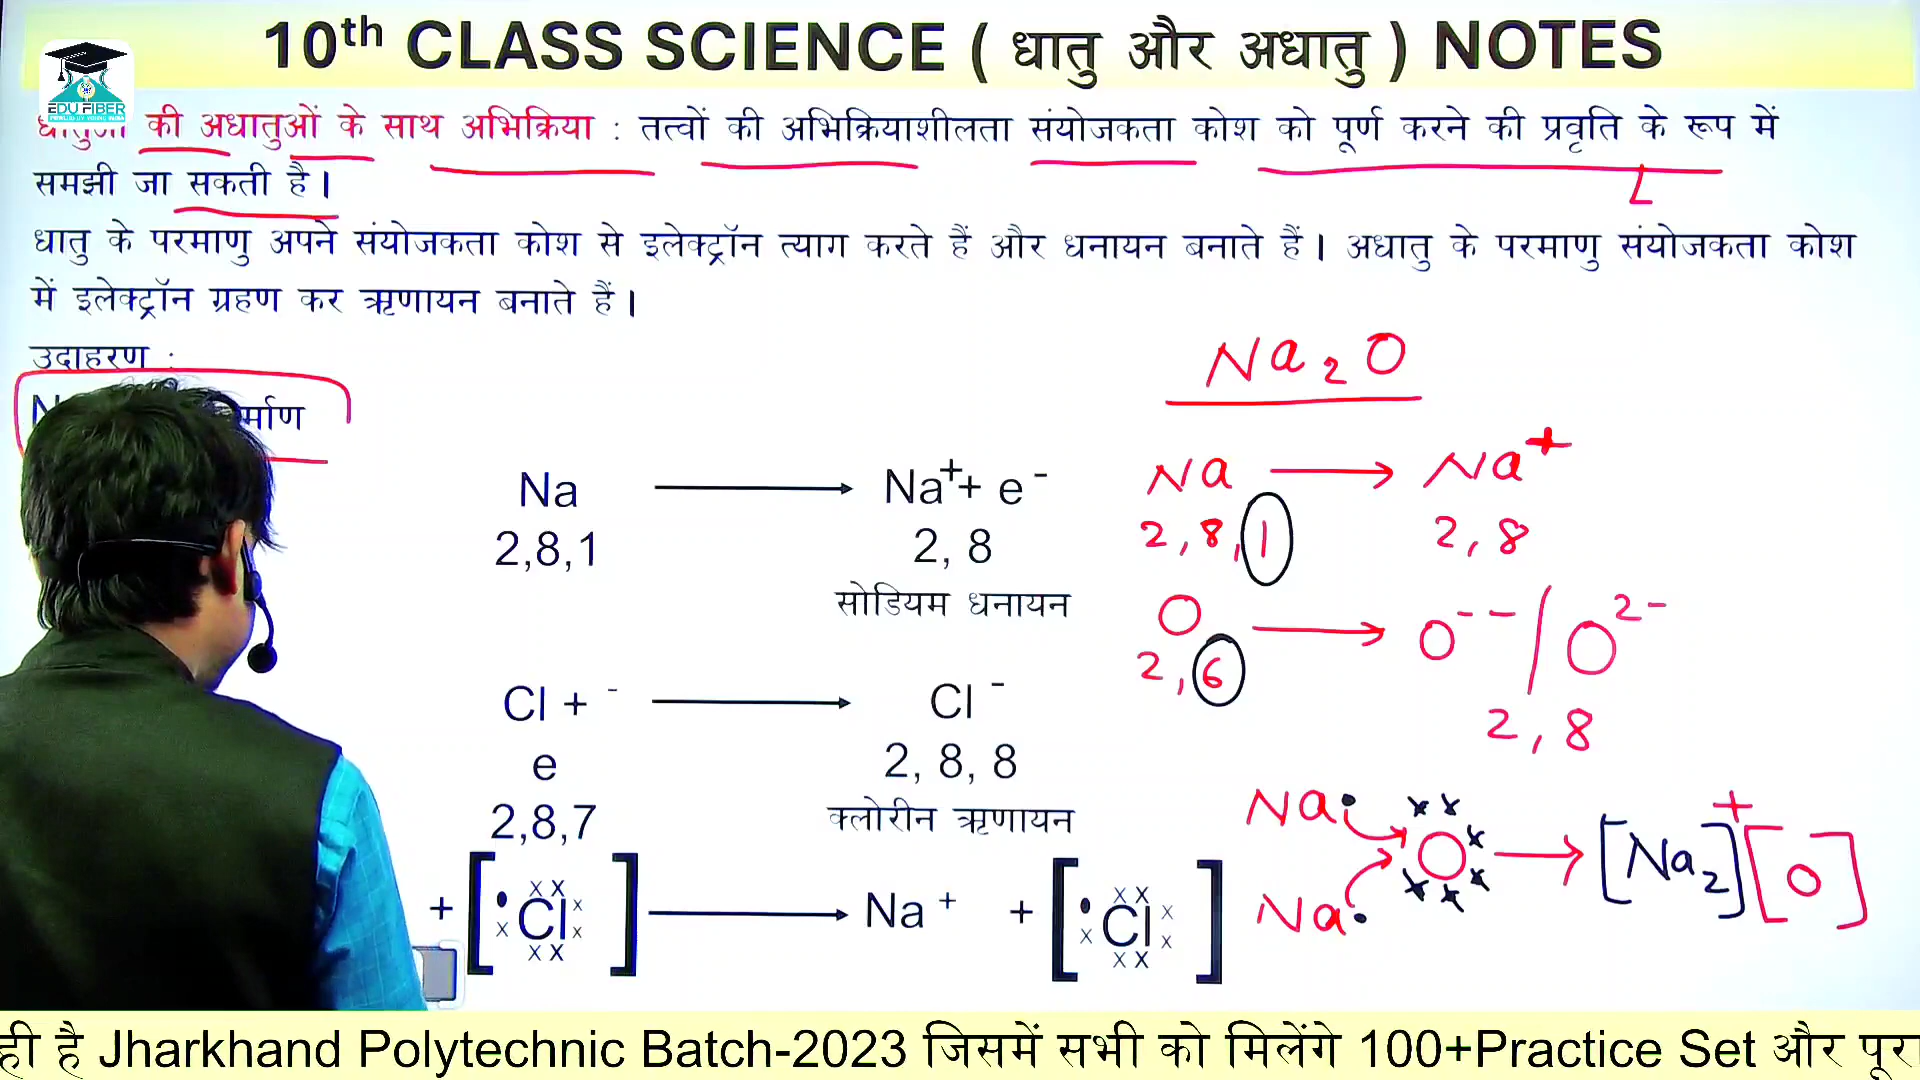 10th CLASS SCIENCE ( धातु और अधातु ) NOTES
EDU FIBER
की अधातुओं के साथ अभिक्रिया : तत्वों की अभिक्रियाशीलता संयोजकता कोश को पूर्ण करने की प्रवृति के रूप में
समझी जा सकती है।
धातु के परमाणु अपने संयोजकता कोश से इलेक्ट्रॉन त्याग करते हैं और धनायन बनाते हैं। अधातु के परमाणु संयोजकता कोश
में इलेक्ट्रॉन ग्रहण कर ऋणायन बनाते हैं।
उदाहरण :
Na₂O
Na → Na⁺ + e⁻
2,8,1 2, 8
सोडियम धनायन
Na → Na⁺
2,8,1 2,8
O → O⁻⁻ / O²⁻
2,6 2,8
Cl + ⁻ → Cl ⁻
e 2, 8, 8
2,8,7 क्लोरीन ऋणायन
Na• xx O → [Na₂]⁺[O]
Na•
+ [•xCl] → Na⁺ + [•xCl]
ही है Jharkhand Polytechnic Batch-2023 जिसमें सभी को मिलेंगे 100+Practice Set और पूरा